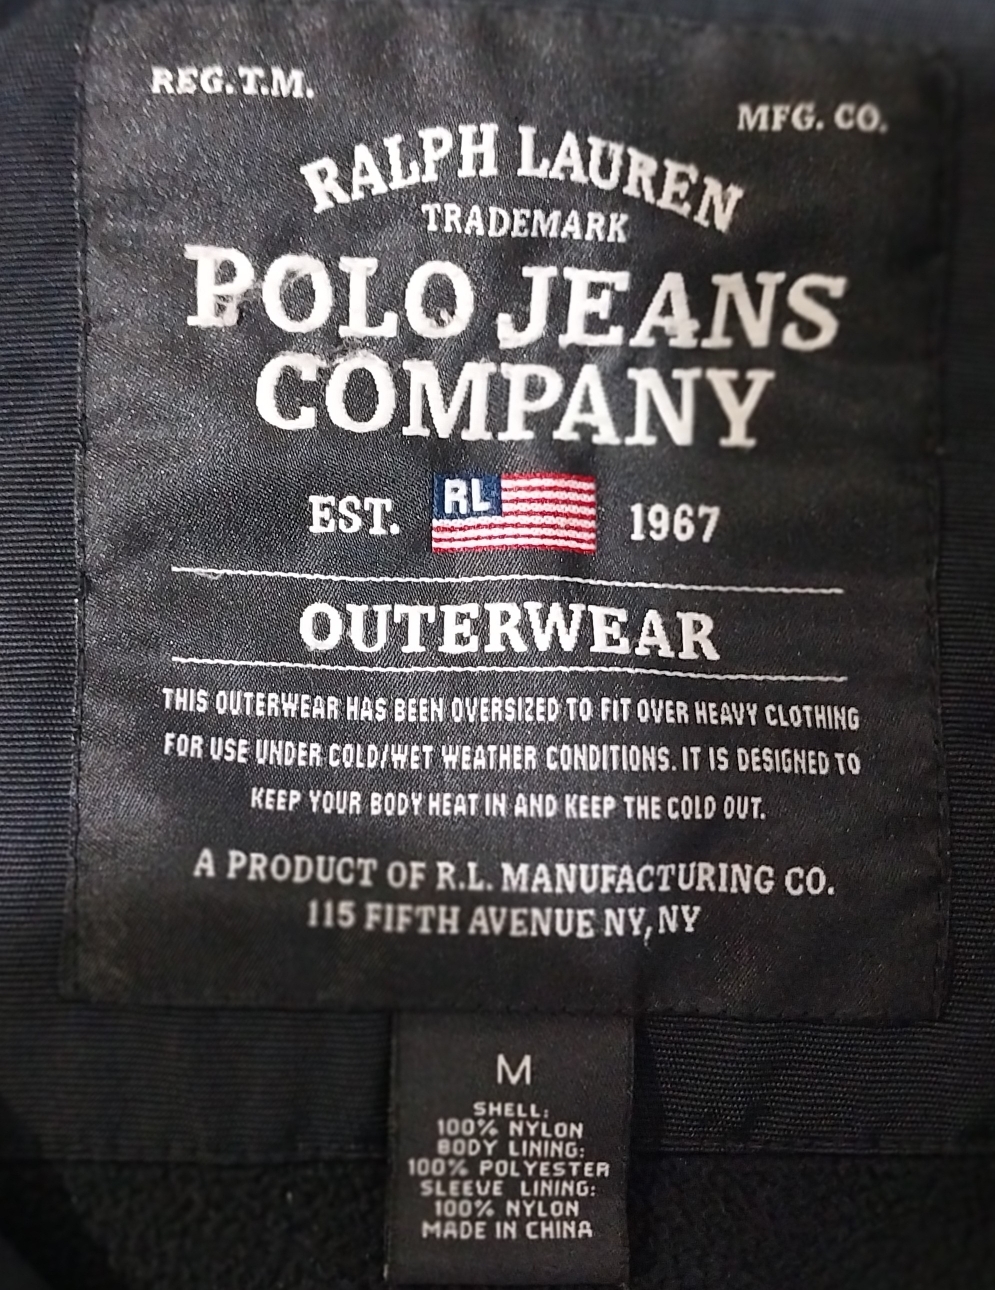 REG.T.M.
MFG. CO.
RALPH LAUREN
TRADEMARK
POLO JEANS
COMPANY
EST. RL 1967
OUTERWEAR
THIS OUTERWEAR HAS BEEN OVERSIZED TO FIT OVER HEAVY CLOTHING
FOR USE UNDER COLD/WET WEATHER CONDITIONS. IT IS DESIGNED TO
KEEP YOUR BODY HEAT IN AND KEEP THE COLD OUT.
A PRODUCT OF R.L. MANUFACTURING CO.
115 FIFTH AVENUE NY, NY
M
SHELL:
100% NYLON
BODY LINING:
100% POLYESTER
SLEEVE LINING:
100% NYLON
MADE IN CHINA